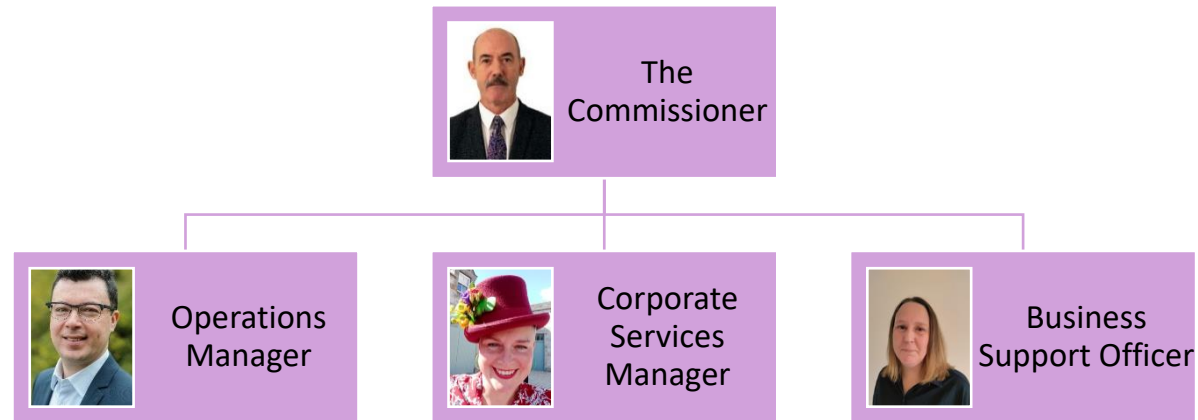 The
Commissioner
Operations
Manager
Corporate
Services
Manager
Business
Support Officer